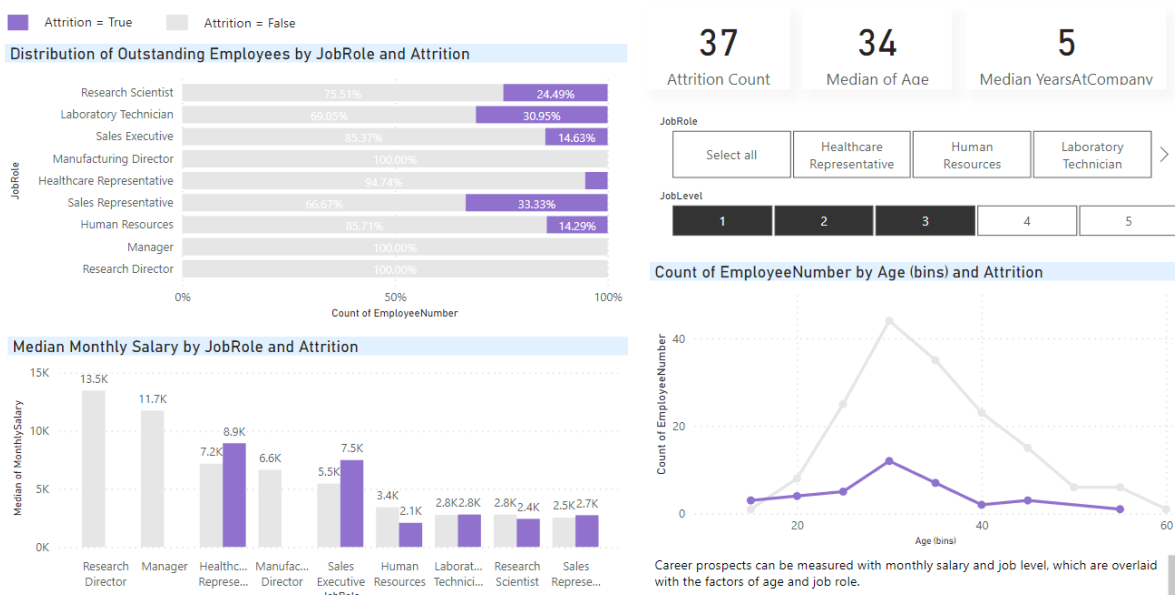 Attrition = True Attrition = False
Distribution of Outstanding Employees by JobRole and Attrition
JobRole
Research Scientist 75.51% 24.49%
Laboratory Technician 69.05% 30.95%
Sales Executive 85.37% 14.63%
Manufacturing Director 100.00%
Healthcare Representative 94.74%
Sales Representative 66.67% 33.33%
Human Resources 85.71% 14.29%
Manager 100.00%
Research Director 100.00%
0% 50% 100%
Count of EmployeeNumber
Median Monthly Salary by JobRole and Attrition
Median of MonthlySalary
15K
10K
5K
0K
13.5K
11.7K
7.2K 8.9K
6.6K
5.5K 7.5K
3.4K 2.1K
2.8K 2.8K
2.8K 2.4K
2.5K 2.7K
Research Director
Manager
Healthc... Represe...
Manufac... Director
Sales Executive
Human Resources
Laborat... Technici...
Research Scientist
Sales Represe...
JobRole
37
Attrition Count
34
Median of Age
5
Median YearsAtCompany
JobRole
Select all
Healthcare
Representative
Human
Resources
Laboratory
Technician
JobLevel
1 2 3 4 5
Count of EmployeeNumber by Age (bins) and Attrition
Count of EmployeeNumber
40
20
0
20 40 60
Age (bins)
Career prospects can be measured with monthly salary and job level, which are overlaid
with the factors of age and job role.